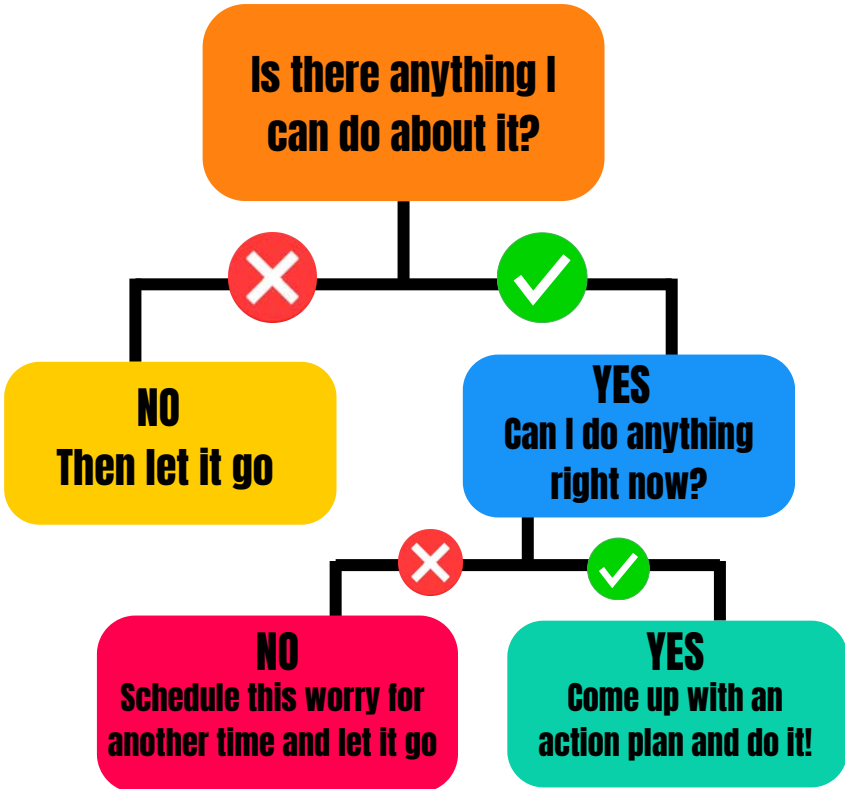 Is there anything I
can do about it?
NO
Then let it go
YES
Can I do anything
right now?
NO
Schedule this worry for
another time and let it go
YES
Come up with an
action plan and do it!